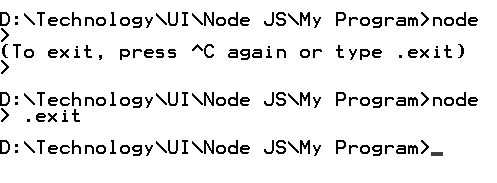 D:\Technology\UI\Node JS\My Program>node
>
(To exit, press ^C again or type .exit)
>
D:\Technology\UI\Node JS\My Program>node
> .exit
D:\Technology\UI\Node JS\My Program>_